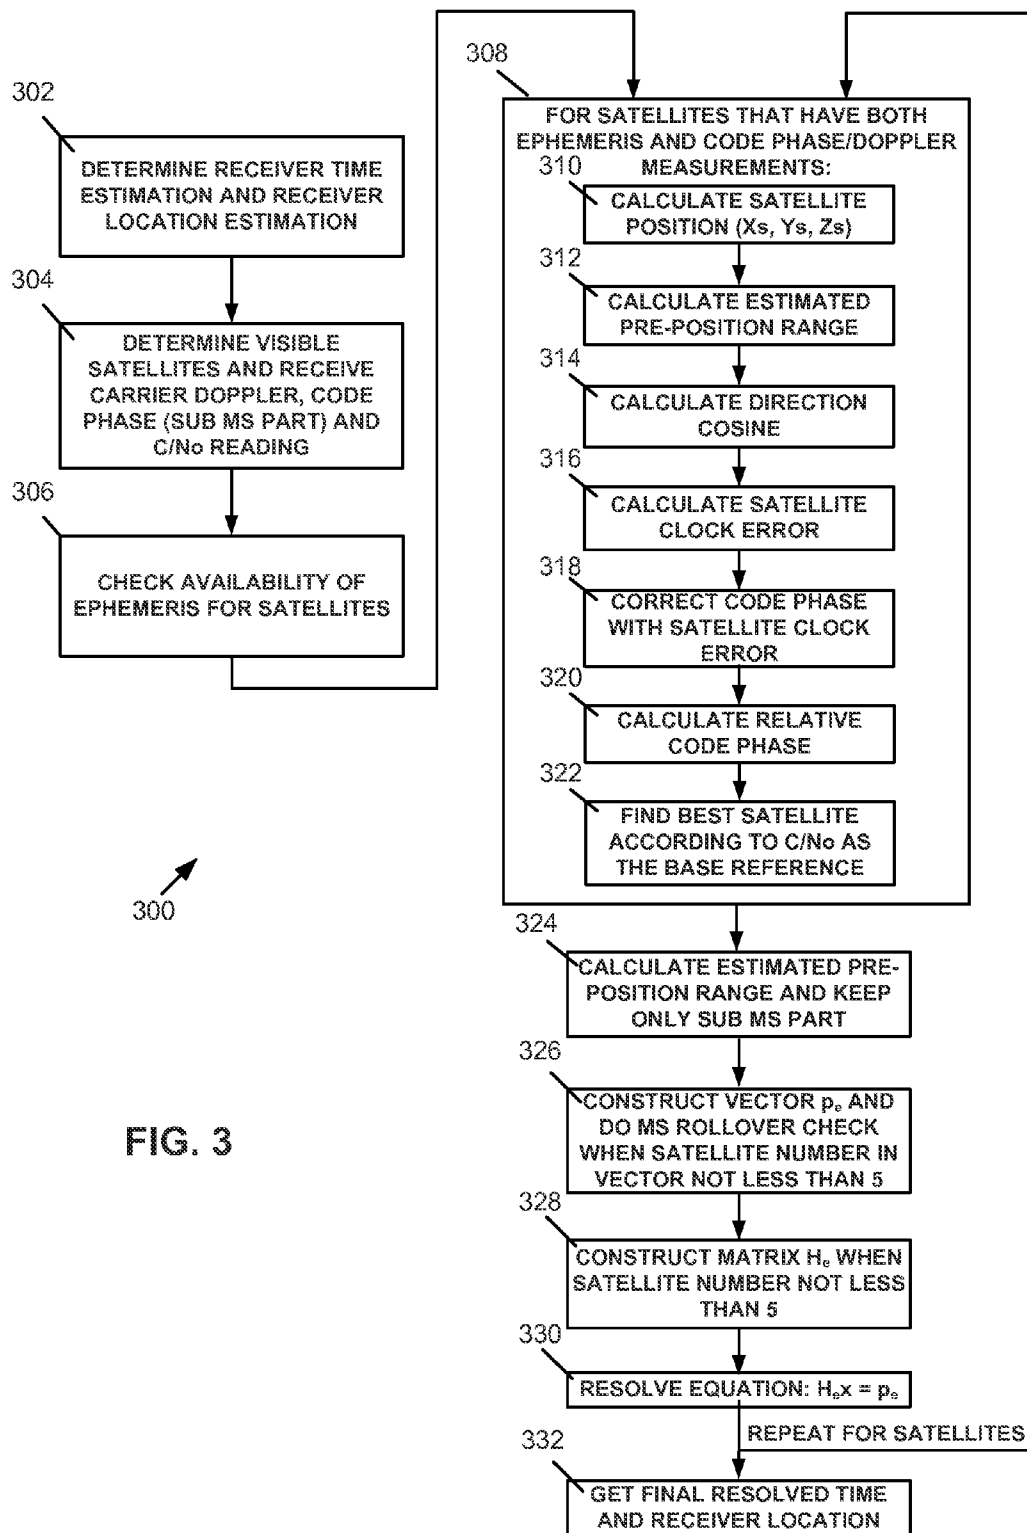 302
DETERMINE RECEIVER TIME
ESTIMATION AND RECEIVER
LOCATION ESTIMATION
304
DETERMINE VISIBLE
SATELLITES AND RECEIVE
CARRIER DOPPLER, CODE
PHASE (SUB MS PART) AND
C/No READING
306
CHECK AVAILABILITY OF
EPHEMERIS FOR SATELLITES
300
FIG. 3
308
FOR SATELLITES THAT HAVE BOTH
EPHEMERIS AND CODE PHASE/DOPPLER
MEASUREMENTS:
310
CALCULATE SATELLITE
POSITION (Xs, Ys, Zs)
312
CALCULATE ESTIMATED
PRE-POSITION RANGE
314
CALCULATE DIRECTION
COSINE
316
CALCULATE SATELLITE
CLOCK ERROR
318
CORRECT CODE PHASE
WITH SATELLITE CLOCK
ERROR
320
CALCULATE RELATIVE
CODE PHASE
322
FIND BEST SATELLITE
ACCORDING TO C/No AS
THE BASE REFERENCE
324
CALCULATE ESTIMATED PRE-
POSITION RANGE AND KEEP
ONLY SUB MS PART
326
CONSTRUCT VECTOR pₑ AND
DO MS ROLLOVER CHECK
WHEN SATELLITE NUMBER IN
VECTOR NOT LESS THAN 5
328
CONSTRUCT MATRIX Hₑ WHEN
SATELLITE NUMBER NOT LESS
THAN 5
330
RESOLVE EQUATION: Hₑx = pₑ
REPEAT FOR SATELLITES
332
GET FINAL RESOLVED TIME
AND RECEIVER LOCATION